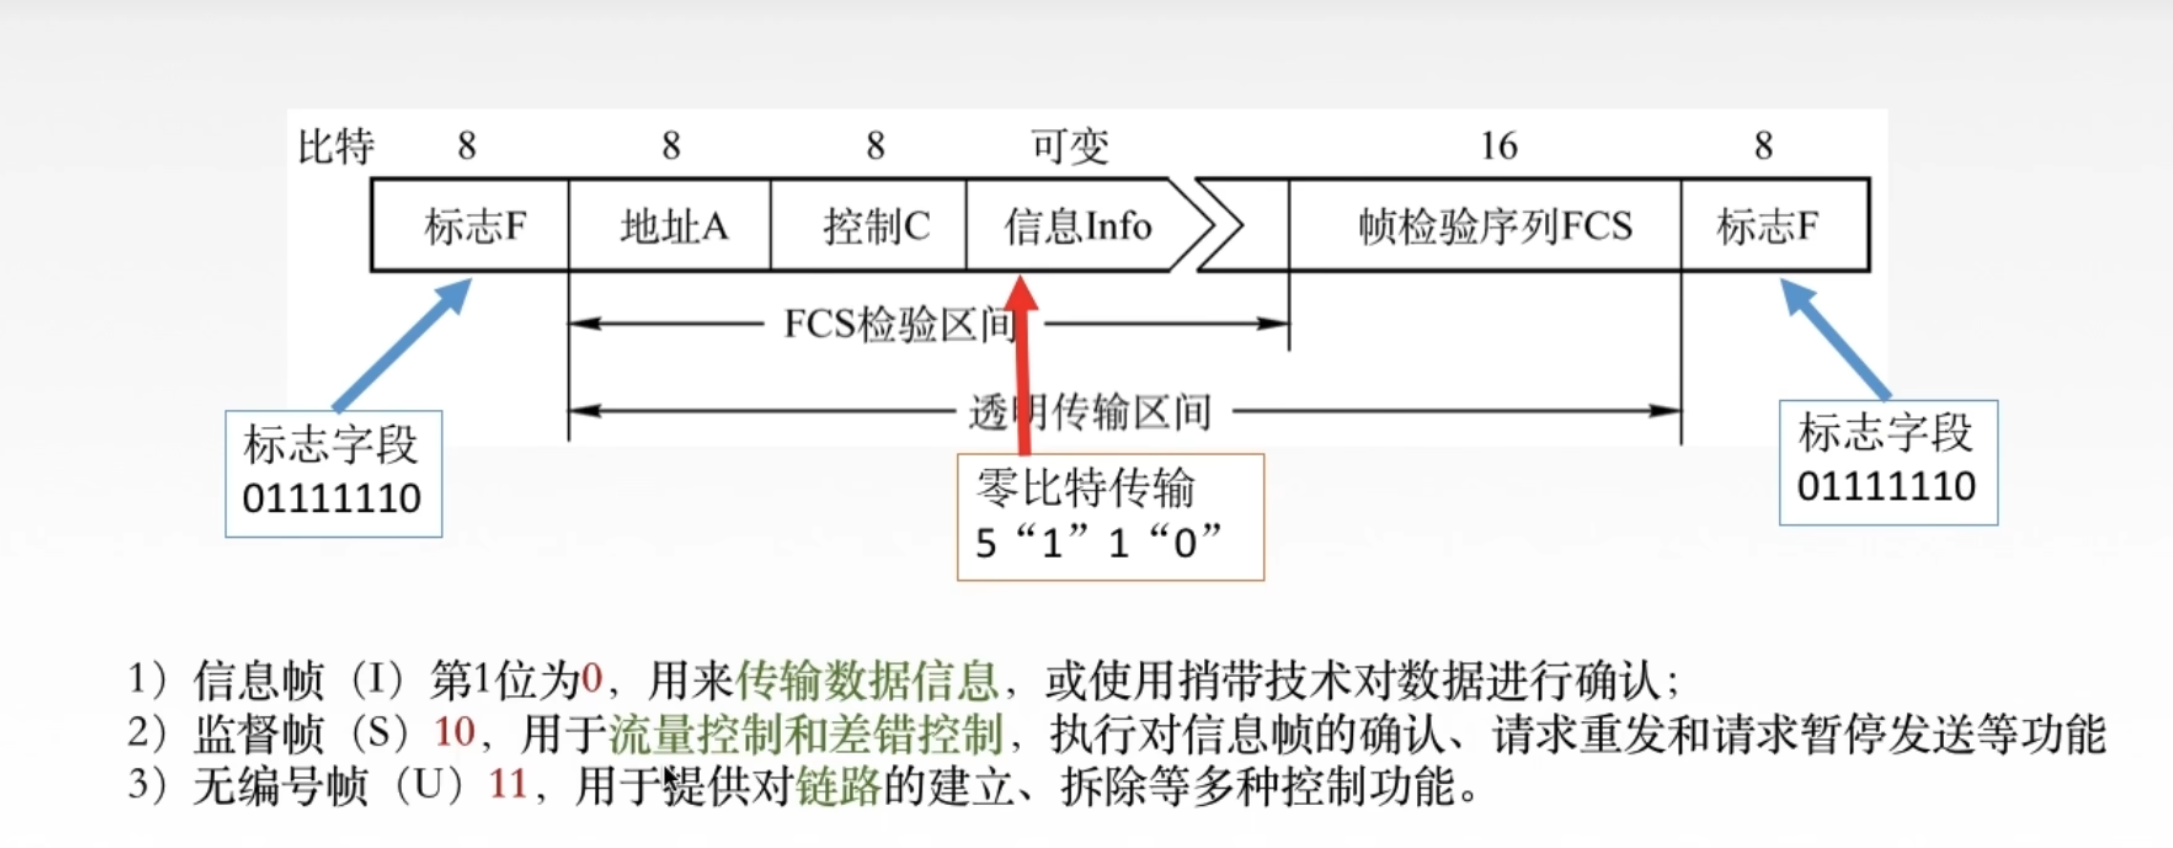 比特 8 8 8 可变 16 8
标志F 地址A 控制C 信息Info 帧检验序列FCS 标志F
FCS检验区间
透明传输区间
标志字段
01111110
零比特传输
5“1”1“0”
标志字段
01111110
1）信息帧（I）第1位为0，用来传输数据信息，或使用捎带技术对数据进行确认；
2）监督帧（S）10，用于流量控制和差错控制，执行对信息帧的确认、请求重发和请求暂停发送等功能
3）无编号帧（U）11，用于提供对链路的建立、拆除等多种控制功能。